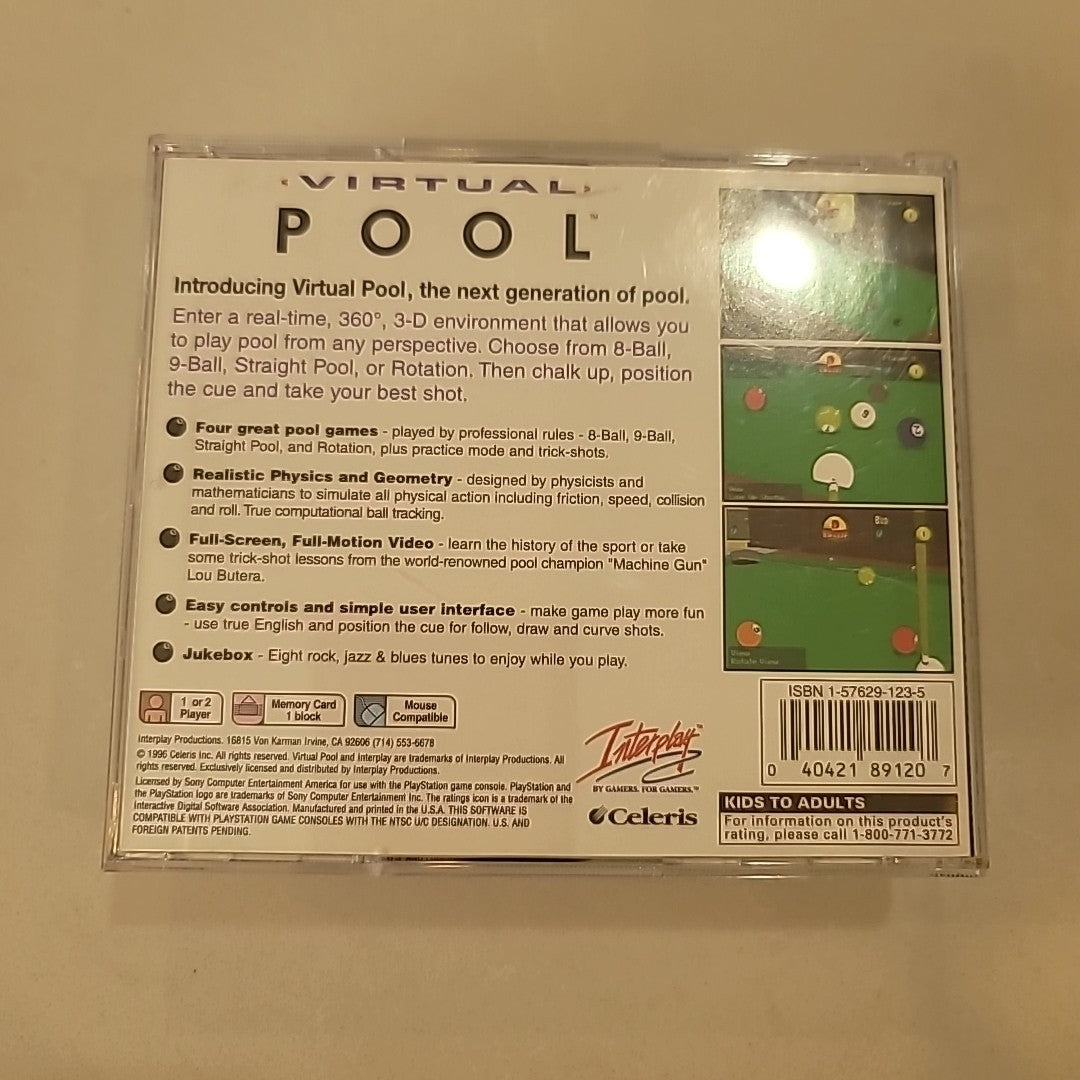 VIRTUAL
POOL™
Introducing Virtual Pool, the next generation of pool.
Enter a real-time, 360°, 3-D environment that allows you
to play pool from any perspective. Choose from 8-Ball,
9-Ball, Straight Pool, or Rotation. Then chalk up, position
the cue and take your best shot.
Four great pool games - played by professional rules - 8-Ball, 9-Ball,
Straight Pool, and Rotation, plus practice mode and trick-shots.
Realistic Physics and Geometry - designed by physicists and
mathematicians to simulate all physical action including friction, speed, collision
and roll. True computational ball tracking.
Full-Screen, Full-Motion Video - learn the history of the sport or take
some trick-shot lessons from the world-renowned pool champion "Machine Gun"
Lou Butera.
Easy controls and simple user interface - make game play more fun
- use true English and position the cue for follow, draw and curve shots.
Jukebox - Eight rock, jazz & blues tunes to enjoy while you play.
1 or 2
Player
Memory Card
1 block
Mouse
Compatible
Interplay Productions. 16815 Von Karman Irvine, CA 92606 (714) 553-6678
© 1996 Celeris Inc. All rights reserved. Virtual Pool and Interplay are trademarks of Interplay Productions. All
rights reserved. Exclusively licensed and distributed by Interplay Productions.
Licensed by Sony Computer Entertainment America for use with the PlayStation game console. PlayStation and
the PlayStation logo are trademarks of Sony Computer Entertainment Inc. The ratings icon is a trademark of the
Interactive Digital Software Association. Manufactured and printed in the U.S.A. THIS SOFTWARE IS
COMPATIBLE WITH PLAYSTATION GAME CONSOLES WITH THE NTSC U/C DESIGNATION. U.S. AND
FOREIGN PATENTS PENDING.
Interplay™
BY GAMERS. FOR GAMERS.™
Celeris
1
9
2
1
View
Rotate View
1
ISBN 1-57629-123-5
0 40421 89120 7
KIDS TO ADULTS
For information on this product's
rating, please call 1-800-771-3772